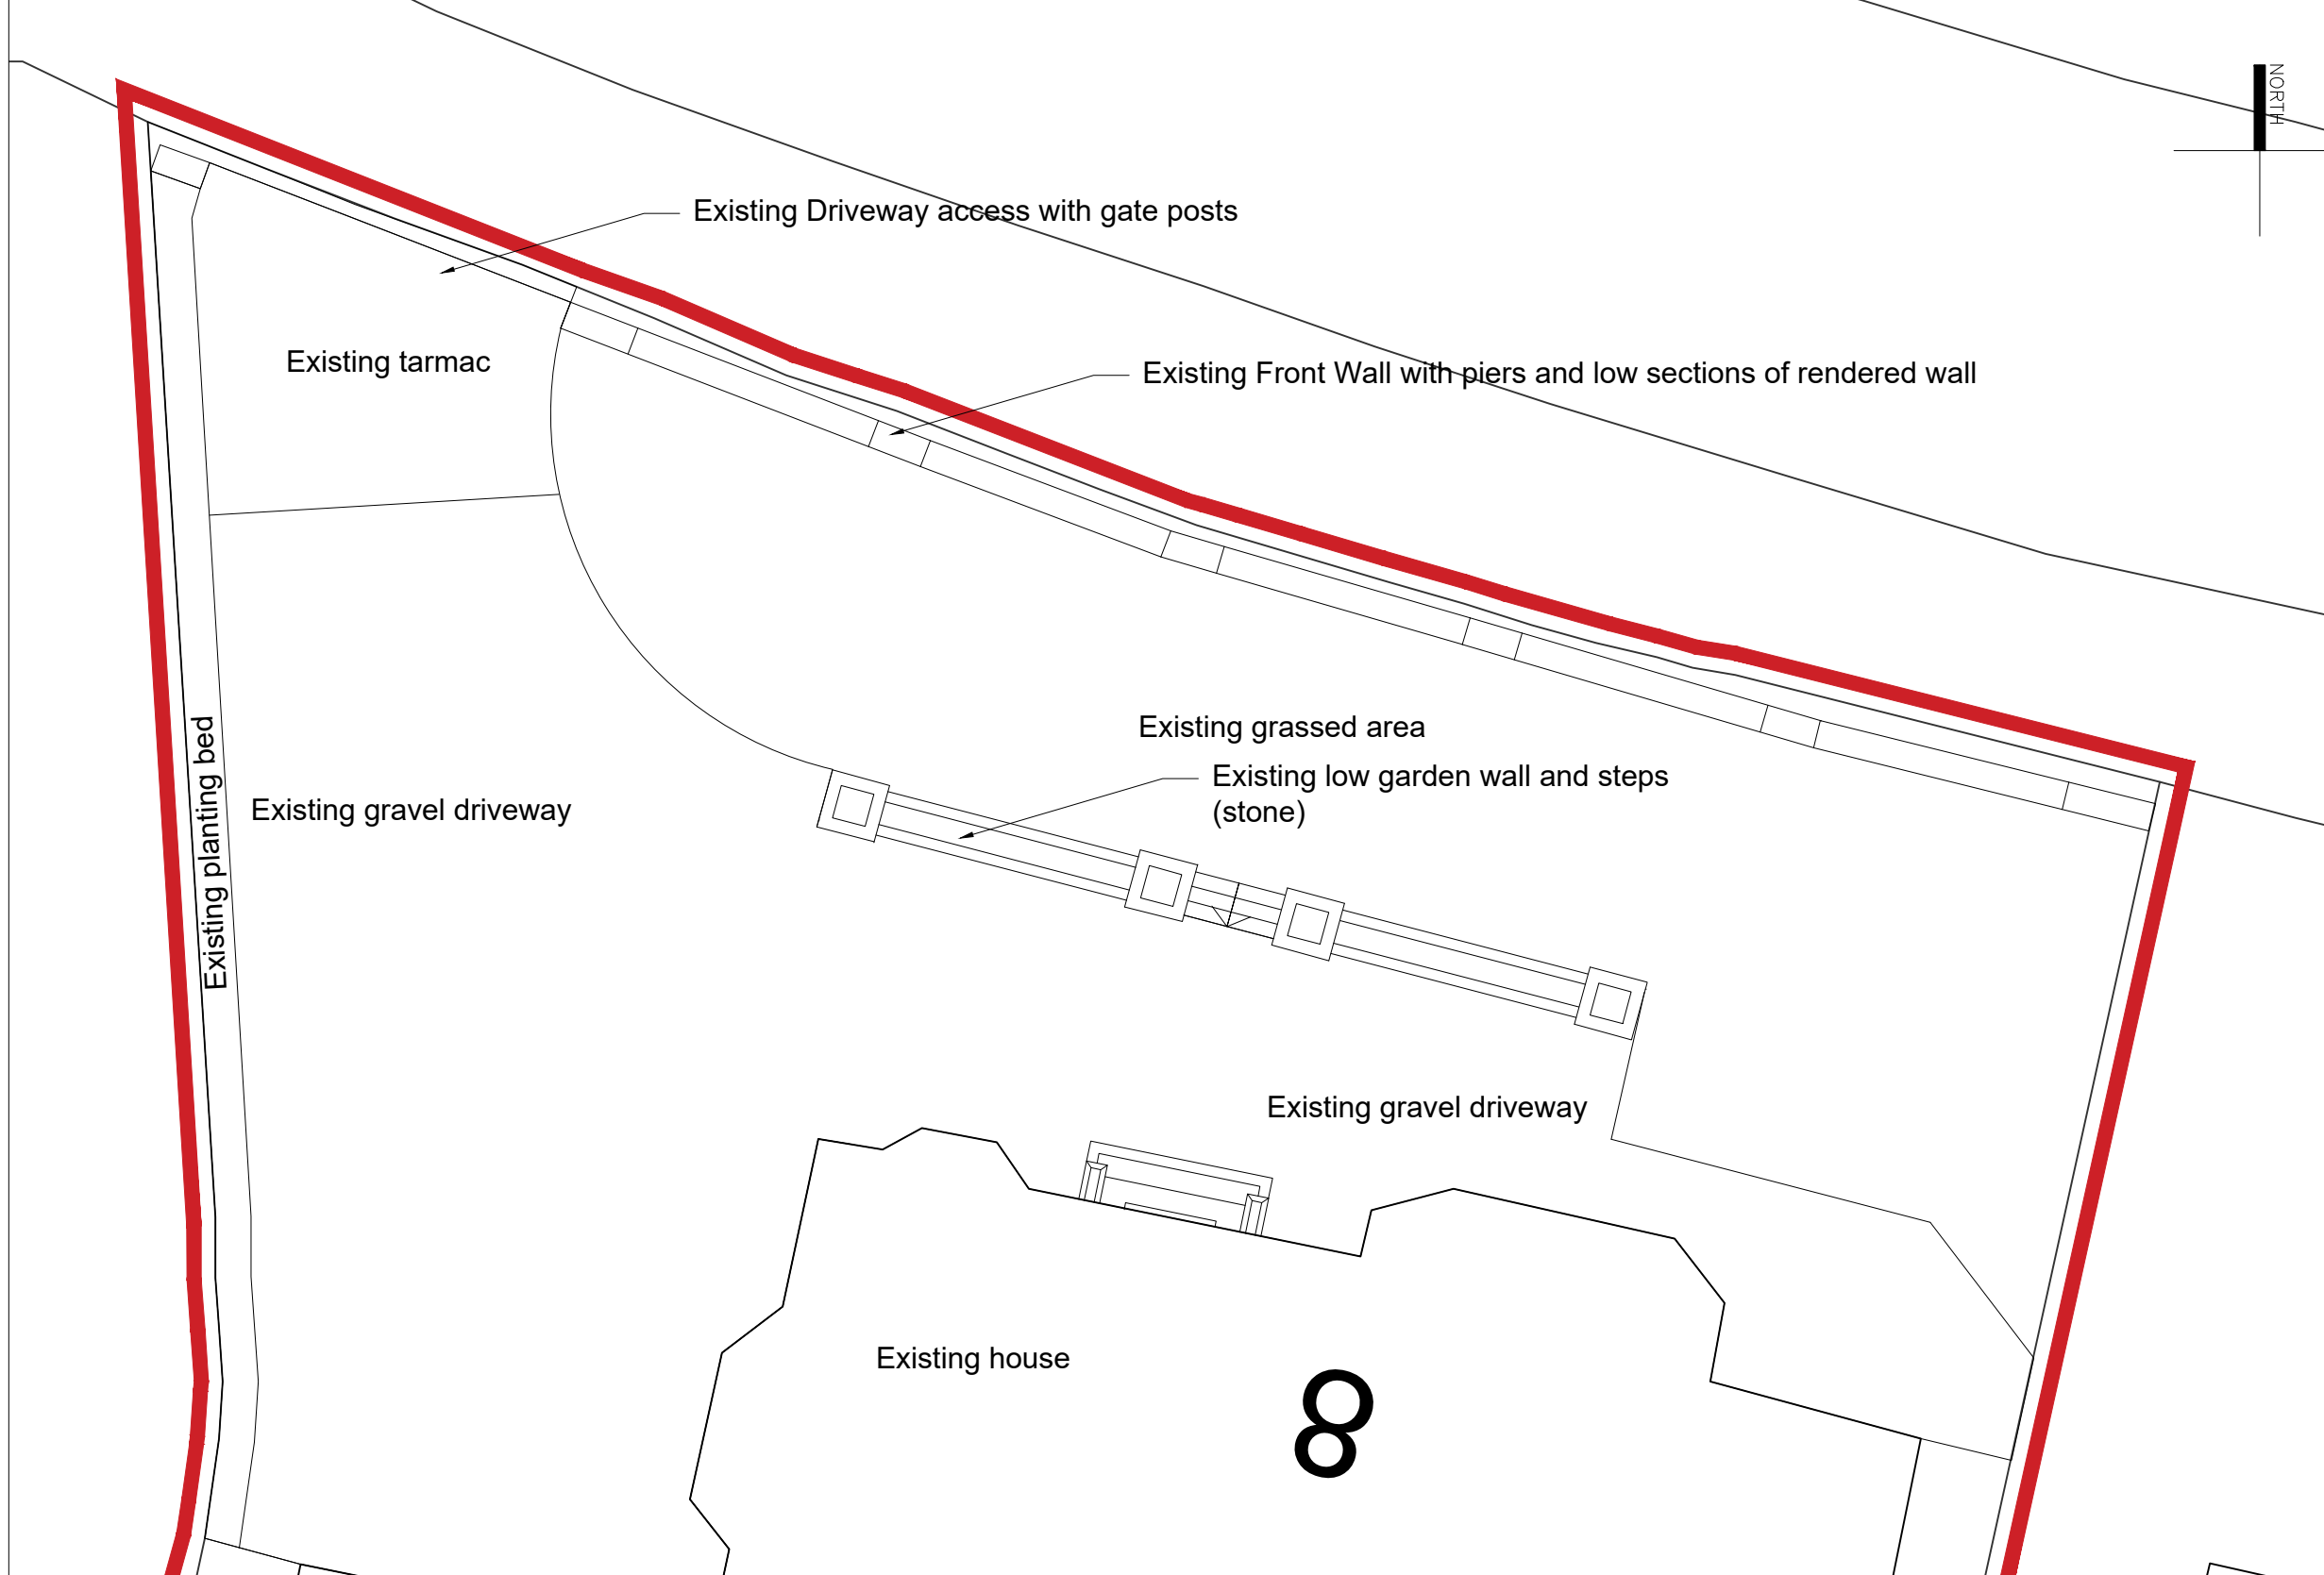 NORTH
Existing Driveway access with gate posts
Existing tarmac
Existing Front Wall with piers and low sections of rendered wall
Existing grassed area
Existing low garden wall and steps
(stone)
Existing planting bed
Existing gravel driveway
Existing gravel driveway
Existing house
8